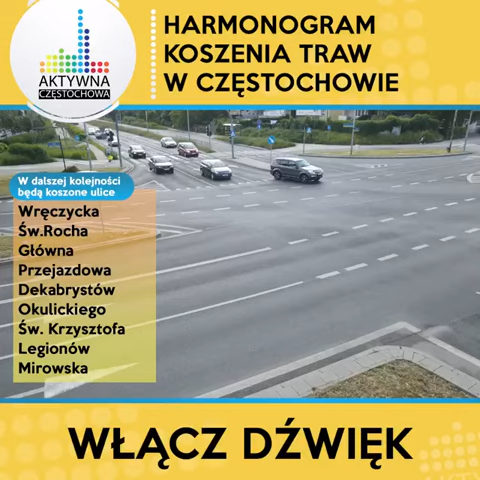 AKTYWNA
CZĘSTOCHOWA
HARMONOGRAM
KOSZENIA TRAW
W CZĘSTOCHOWIE
W dalszej kolejności
będą koszone ulice
Wręczycka
Św.Rocha
Główna
Przejazdowa
Dekabrystów
Okulickiego
Św. Krzysztofa
Legionów
Mirowska
WŁĄCZ DŹWIĘK